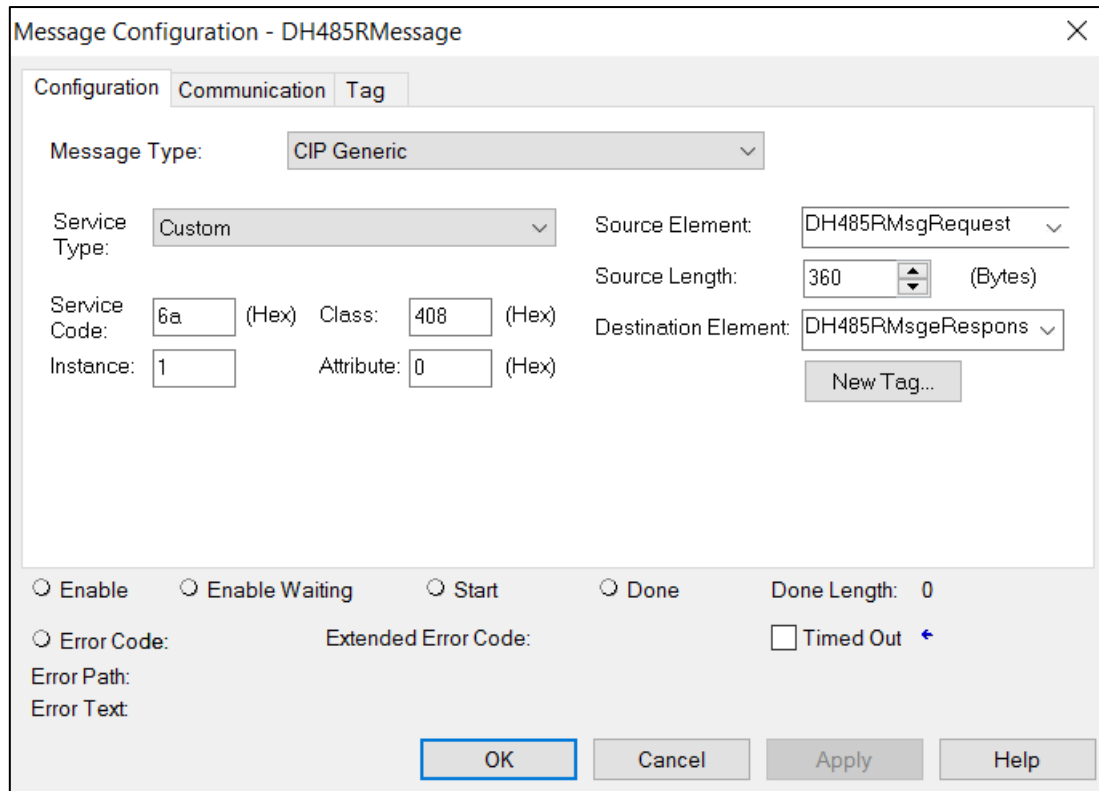 Message Configuration - DH485RMessage
Configuration Communication Tag
Message Type: CIP Generic
Service Type: Custom
Source Element: DH485RMsgRequest
Source Length: 360 (Bytes)
Service Code: 6a (Hex) Class: 408 (Hex)
Destination Element: DH485RMsgeRespons
Instance: 1 Attribute: 0 (Hex)
New Tag...
Enable Enable Waiting Start Done Done Length: 0
Error Code: Extended Error Code: Timed Out
Error Path:
Error Text:
OK Cancel Apply Help